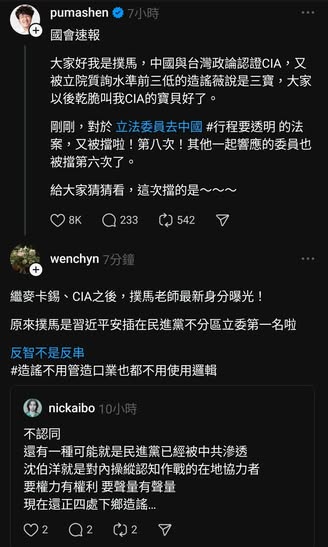 pumashen 7小時
國會速報
大家好我是撲馬，中國與台灣政論認證CIA，又
被立院質詢水準前三低的造謠薇說是三寶，大家
以後乾脆叫我CIA的寶貝好了。
剛剛，對於 立法委員去中國 #行程要透明 的法
案，又被擋啦！第八次！其他一起響應的委員也
被擋第六次了。
給大家猜猜看，這次擋的是～～～
8K 233 542
wenchyn 7分鐘
繼麥卡錫、CIA之後，撲馬老師最新身分曝光！
原來撲馬是習近平安插在民進黨不分區立委第一名啦
反智不是反串
#造謠不用管造口業也都不用使用邏輯
nickaibo 10小時
不認同
還有一種可能就是民進黨已經被中共滲透
沈伯洋就是對內操縱認知作戰的在地協力者
要權力有權利 要聲量有聲量
現在還正四處下鄉造謠...
2 2 2